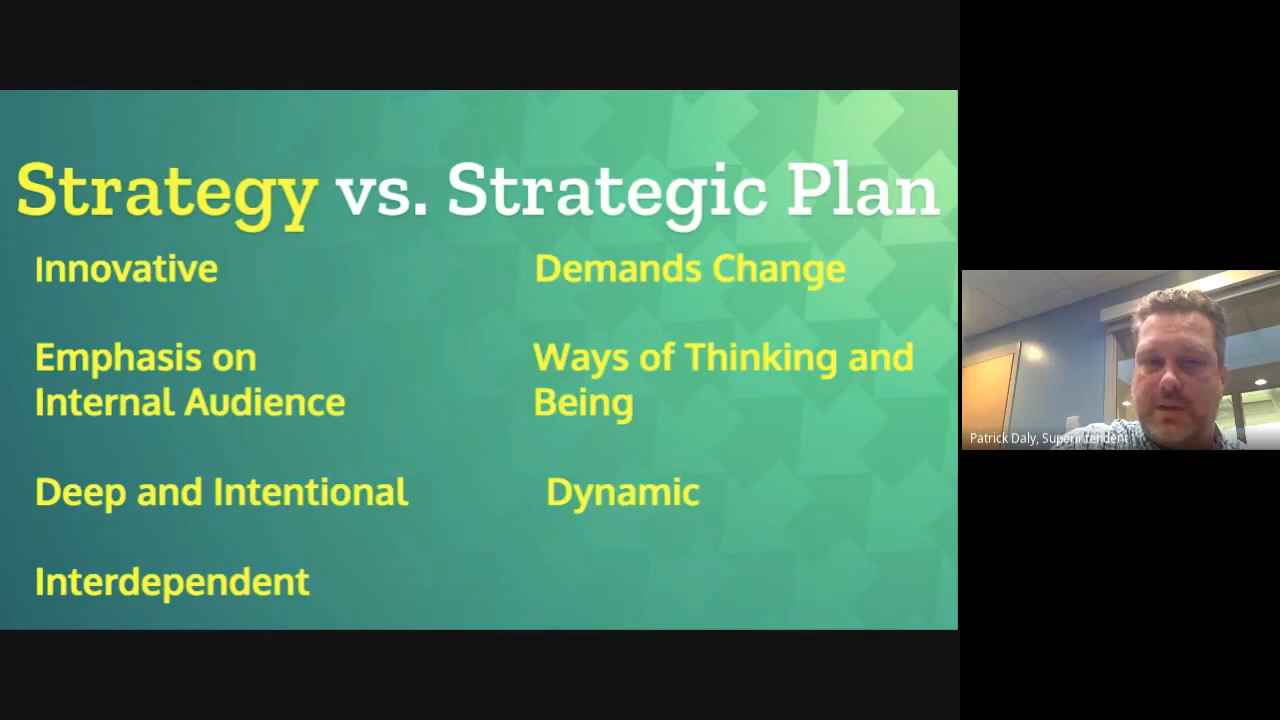 Strategy vs. Strategic Plan
Innovative
Emphasis on
Internal Audience
Deep and Intentional
Interdependent
Demands Change
Ways of Thinking and
Being
Dynamic
Patrick Daly, Superintendent